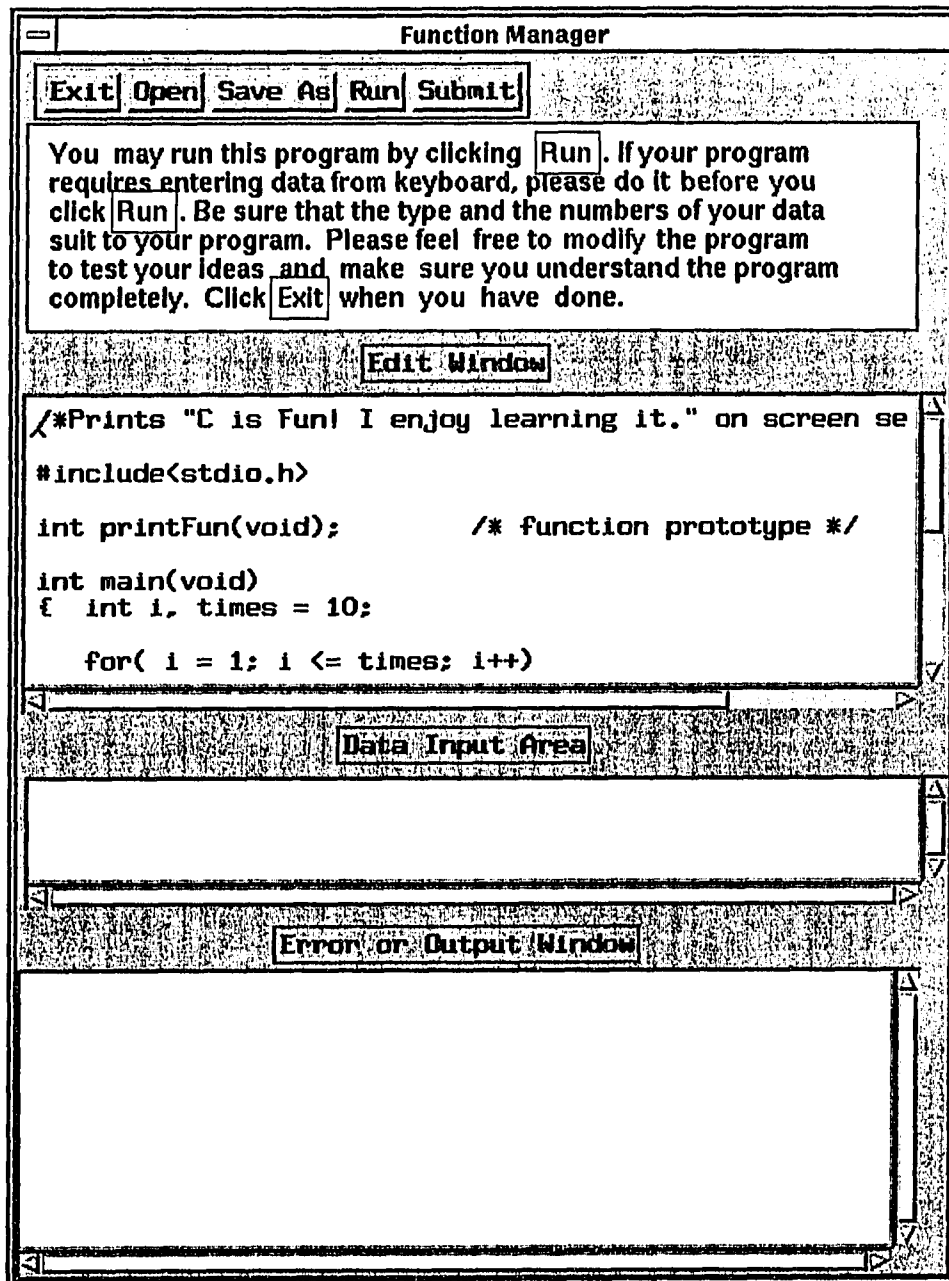 Function Manager
Exit Open Save As Run Submit
You may run this program by clicking Run. If your program
requires entering data from keyboard, please do it before you
click Run. Be sure that the type and the numbers of your data
suit to your program. Please feel free to modify the program
to test your ideas and make sure you understand the program
completely. Click Exit when you have done.
Edit Window
/*Prints "C is Fun! I enjoy learning it." on screen se
#include<stdio.h>
int printFun(void);          /* function prototype */
int main(void)
{  int i, times = 10;
for( i = 1; i <= times; i++)
Data Input Area
Error or Output Window